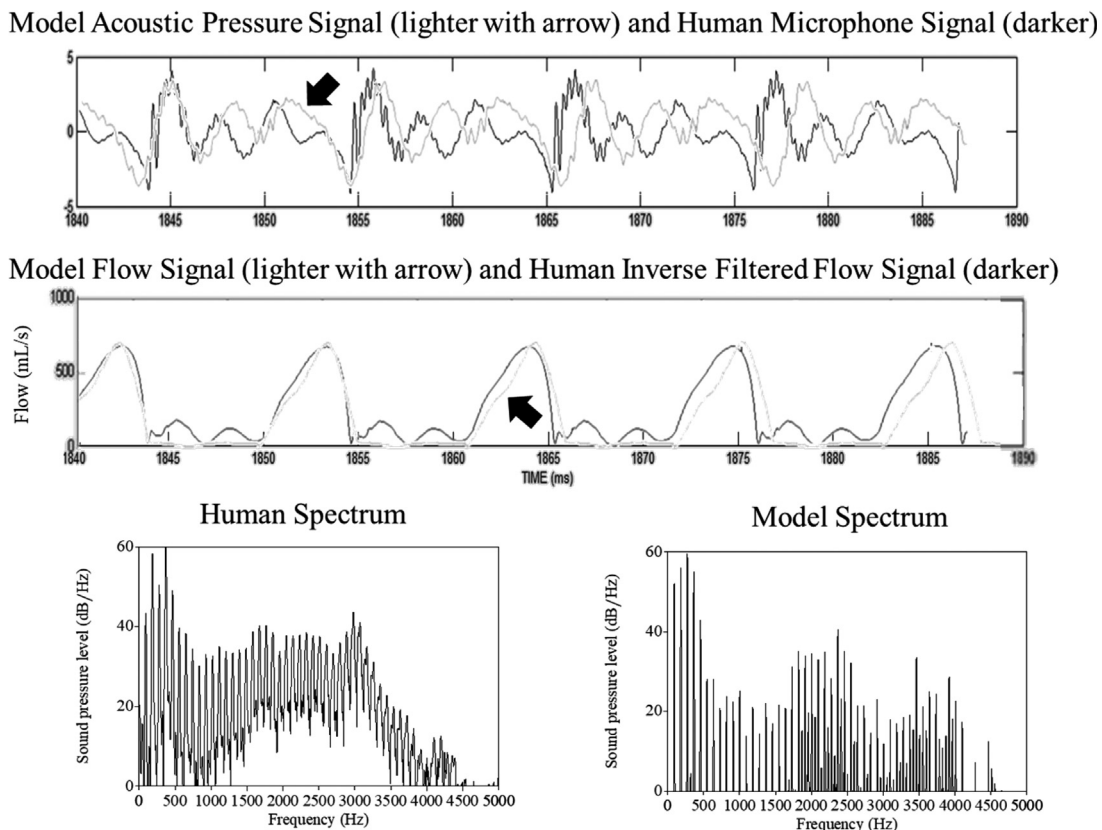 Model Acoustic Pressure Signal (lighter with arrow) and Human Microphone Signal (darker)
5
0
-5
1840 1845 1850 1855 1860 1865 1870 1875 1880 1885 1890
Model Flow Signal (lighter with arrow) and Human Inverse Filtered Flow Signal (darker)
1000
500
0
Flow (mL/s)
1840 1845 1850 1855 1860 1865 1870 1875 1880 1885 1890
TIME (ms)
Human Spectrum
60
40
20
0
Sound pressure level (dB/Hz)
0 500 1000 1500 2000 2500 3000 3500 4000 4500 5000
Frequency (Hz)
Model Spectrum
60
40
20
0
Sound pressure level (dB/Hz)
0 500 1000 1500 2000 2500 3000 3500 4000 4500 5000
Frequency (Hz)